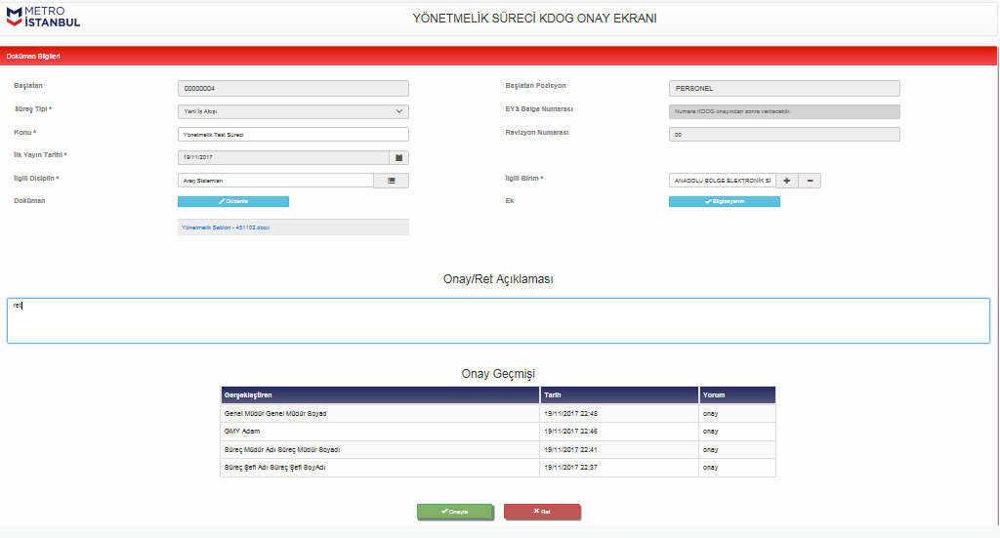 METRO
İSTANBUL
YÖNETMELİK SÜRECİ KDOG ONAY EKRANI
Doküman Bilgileri
Başlatan
00000004
Başlatan Pozisyon
PERSONEL
Süreç Tipi *
Yeni İş Akışı
EYS Belge Numarası
Numara KDOG onayından sonra verilecektir.
Konu *
Yönetmelik Test Süreci
Revizyon Numarası
00
İlk Yayın Tarihi *
19/11/2017
İlgili Disiplin *
Araç Sistemleri
İlgili Birim *
ANADOLU BÖLGE ELEKTRONİK Sİ
Doküman
Düzenle
Ek
Bilgisayarım
Yönetmelik Şablon - 451102.docx
Onay/Ret Açıklaması
ret
Onay Geçmişi
Gerçekleştiren Tarih Yorum
Genel Müdür Genel Müdür Soyad 19/11/2017 22:48 onay
GMY Adam 19/11/2017 22:46 onay
Süreç Müdür Adı Süreç Müdür Soyadı 19/11/2017 22:41 onay
Süreç Şefi Adı Süreç Şefi SoyAdı 19/11/2017 22:37 onay
Onayla
Ret